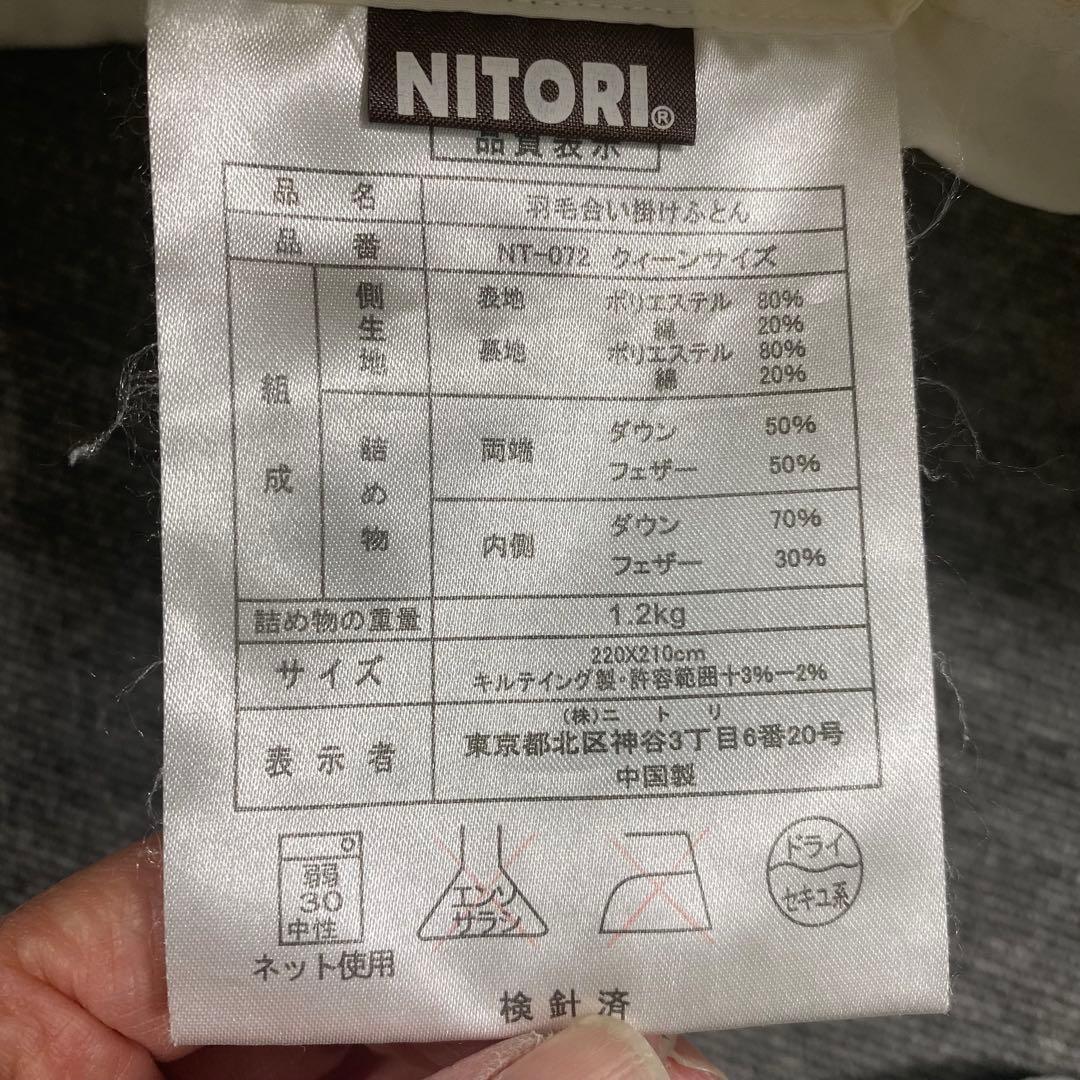 NITORI®
品質表示
品名 羽毛合い掛けふとん
品番 NT-072 クィーンサイズ
組成 側生地 表地 ポリエステル 80%
綿 20%
裏地 ポリエステル 80%
綿 20%
詰め物 両端 ダウン 50%
フェザー 50%
内側 ダウン 70%
フェザー 30%
詰め物の重量 1.2kg
サイズ 220X210cm
キルテイング製・許容範囲+3%-2%
表示者 (株)ニトリ
東京都北区神谷3丁目6番20号
中国製
弱
30
中性
ネット使用
エンソ
サラシ
ドライ
セキユ系
検針済